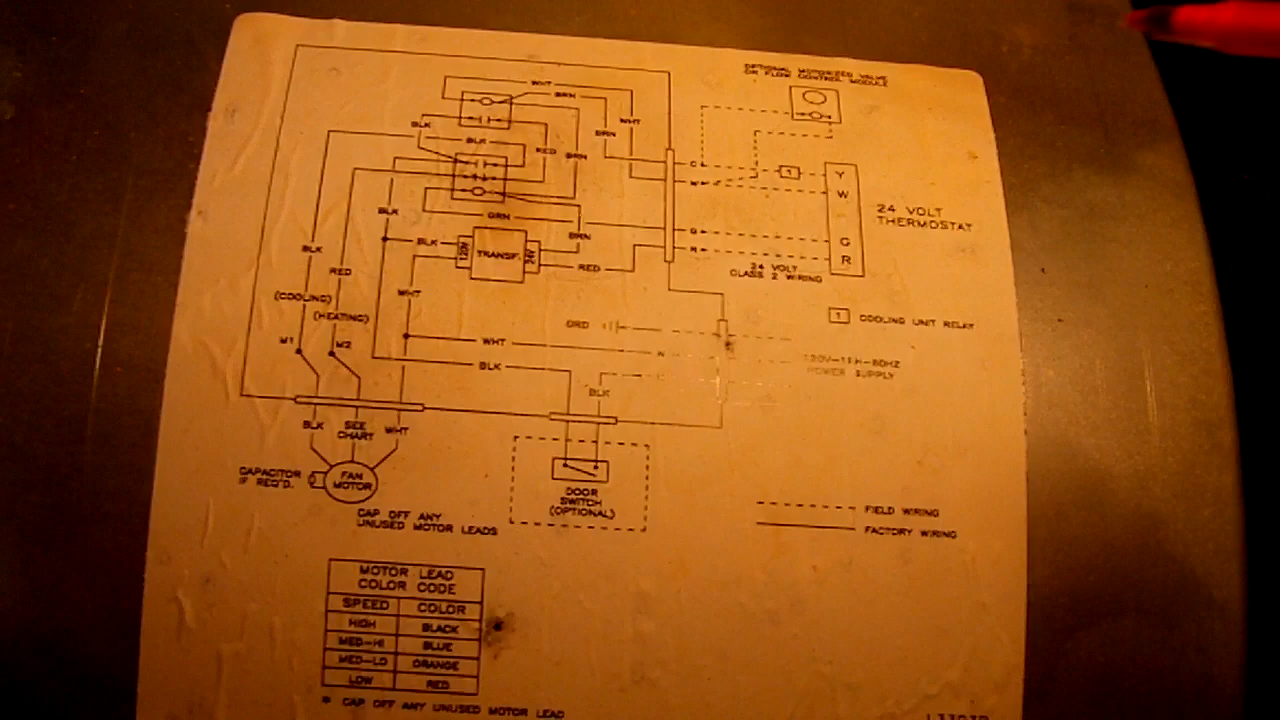 OPTIONAL MOTORIZED VALVE
OR FLOW CONTROL MODULE
WHT
BRN
BLK
BLK
RED
BRN
BRN
WHT
C
W
1
Y
W
G
R
24 VOLT
THERMOSTAT
BLK
GRN
BRN
G
R
BLK
120V
TRANSF.
24V
RED
24 VOLT
CLASS 2 WIRING
BLK
RED
WHT
(COOLING)
(HEATING)
GRD
1
COOLING UNIT RELAY
M1
M2
WHT
N
POWER SUPPLY
BLK
L
BLK
BLK
SEE
CHART
WHT
CAPACITOR
IF REQ'D.
FAN
MOTOR
DOOR
SWITCH
(OPTIONAL)
CAP OFF ANY
UNUSED MOTOR LEADS
FIELD WIRING
FACTORY WIRING
MOTOR LEAD
COLOR CODE
SPEED COLOR
HIGH BLACK
MED-HI BLUE
MED-LO ORANGE
LOW RED
* CAP OFF ANY UNUSED MOTOR LEAD